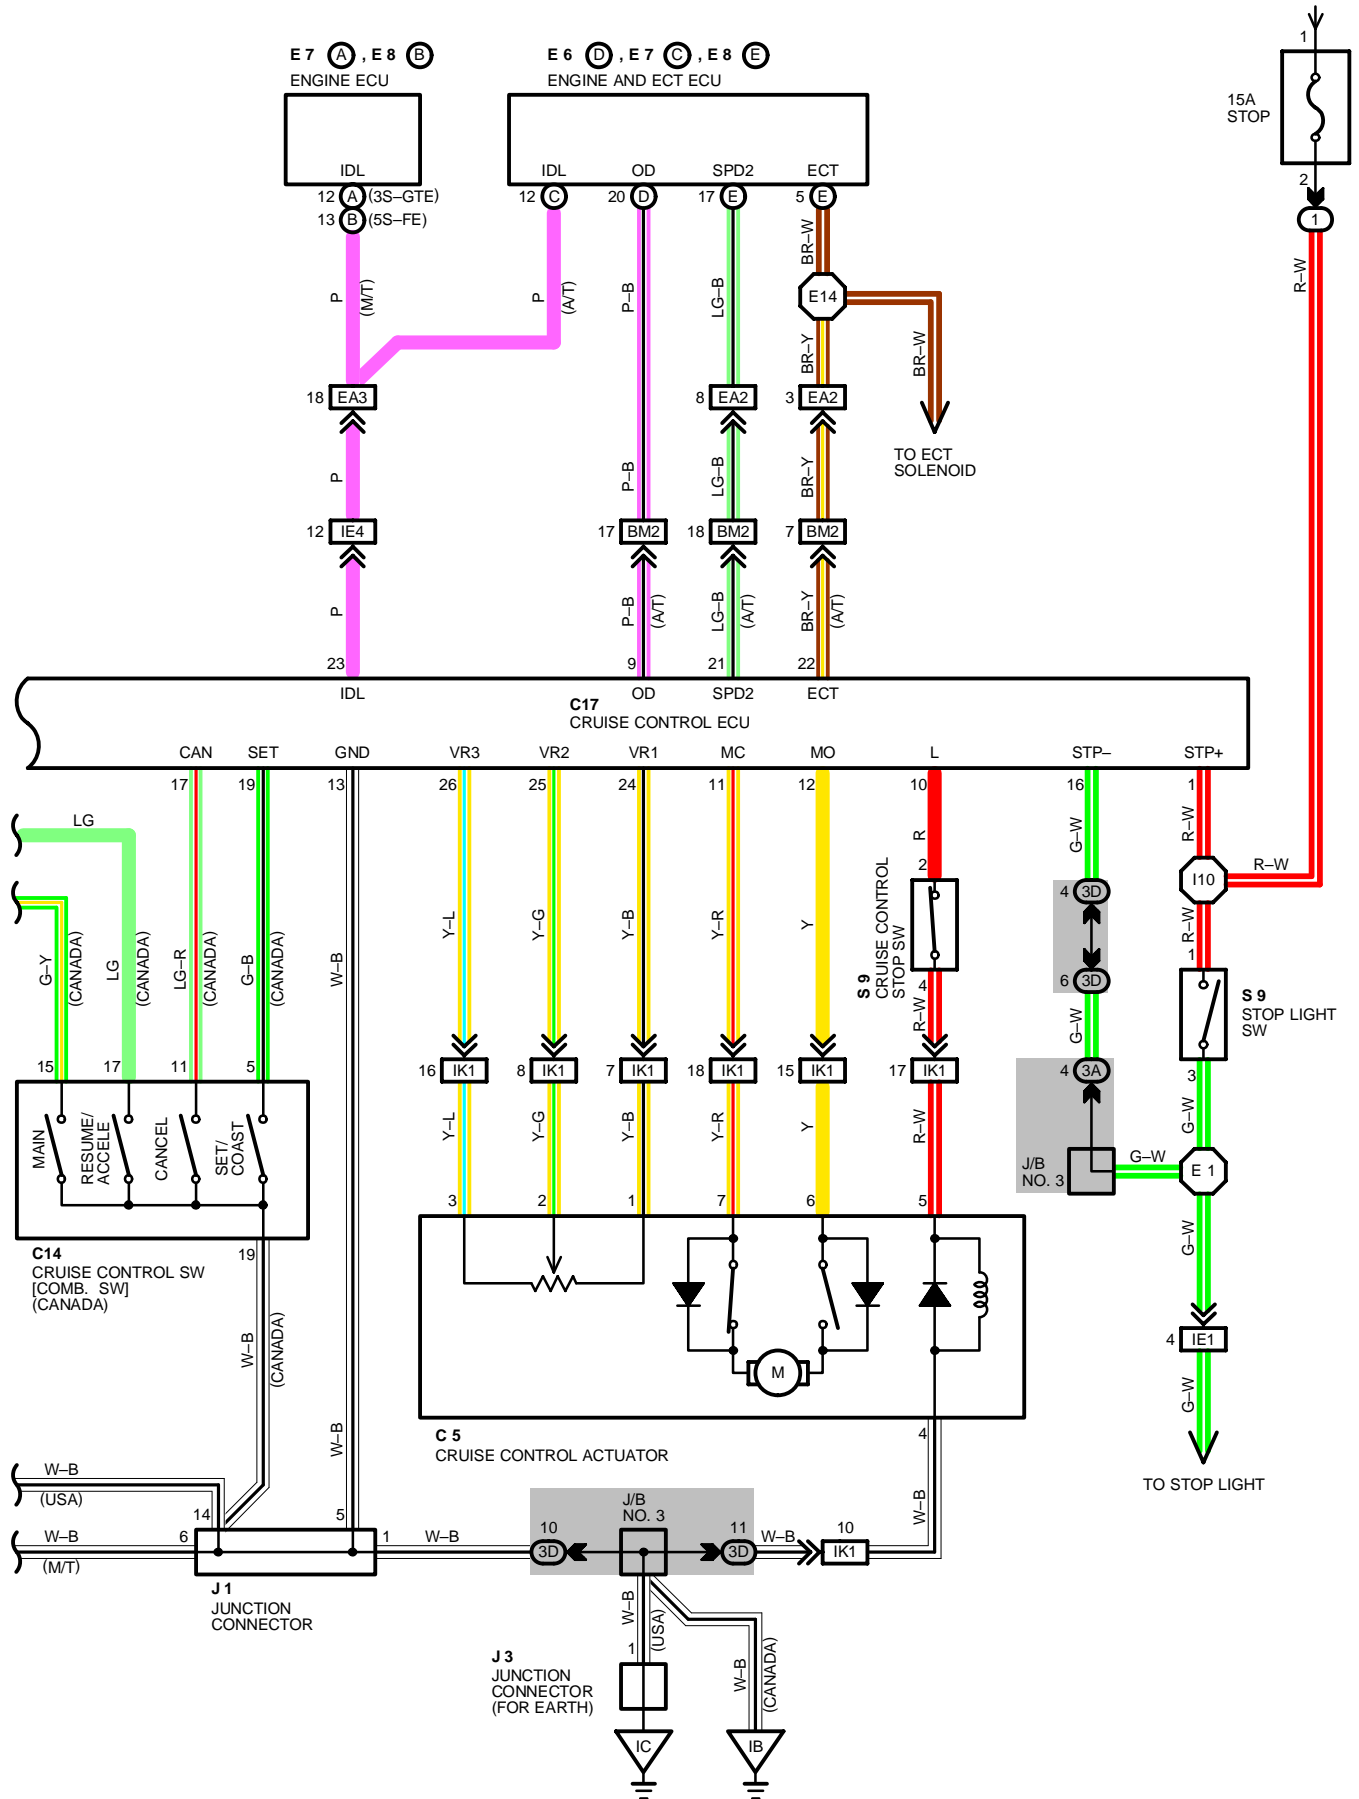 E 7 A , E 8 B
ENGINE ECU
E 6 D , E 7 C , E 8 E
ENGINE AND ECT ECU
1
15A
STOP
2
1
IDL
IDL
OD
SPD2
ECT
12 A (3S–GTE)
13 B (5S–FE)
12 C
20 D
17 E
5 E
P
(M/T)
P
(A/T)
P–B
LG–B
BR–W
E14
BR–Y
BR–W
R–W
18 EA3
8 EA2
3 EA2
TO ECT
SOLENOID
P
P–B
LG–B
BR–Y
12 IE4
17 BM2
18 BM2
7 BM2
P
P–B
(A/T)
LG–B
(A/T)
BR–Y
(A/T)
23
9
21
22
IDL
OD
SPD2
ECT
C17
CRUISE CONTROL ECU
CAN
SET
GND
VR3
VR2
VR1
MC
MO
L
STP–
STP+
17
19
13
26
25
24
11
12
10
16
1
LG
G–Y
(CANADA)
LG
(CANADA)
LG–R
(CANADA)
G–B
(CANADA)
W–B
Y–L
Y–G
Y–B
Y–R
Y
R
2
S 9
CRUISE CONTROL
STOP SW
4
R–W
G–W
4 3D
6 3D
G–W
4 3A
R–W
I10
R–W
R–W
1
S 9
STOP LIGHT
SW
3
G–W
16 IK1
8 IK1
7 IK1
18 IK1
15 IK1
17 IK1
15
17
11
5
MAIN
RESUME/
ACCELE
CANCEL
SET/
COAST
Y–L
Y–G
Y–B
Y–R
Y
R–W
J/B
NO. 3
G–W
E 1
3
2
1
7
6
5
C14
CRUISE CONTROL SW
[COMB. SW]
(CANADA)
19
W–B
(CANADA)
G–W
4 IE1
G–W
TO STOP LIGHT
M
C 5
CRUISE CONTROL ACTUATOR
4
W–B
W–B
W–B
(USA)
14
5
W–B
(M/T)
6
1
W–B
J 1
JUNCTION
CONNECTOR
J/B
NO. 3
10
3D
11
3D
W–B
10
IK1
W–B
(USA)
1
J 3
JUNCTION
CONNECTOR
(FOR EARTH)
W–B
(CANADA)
IC
IB